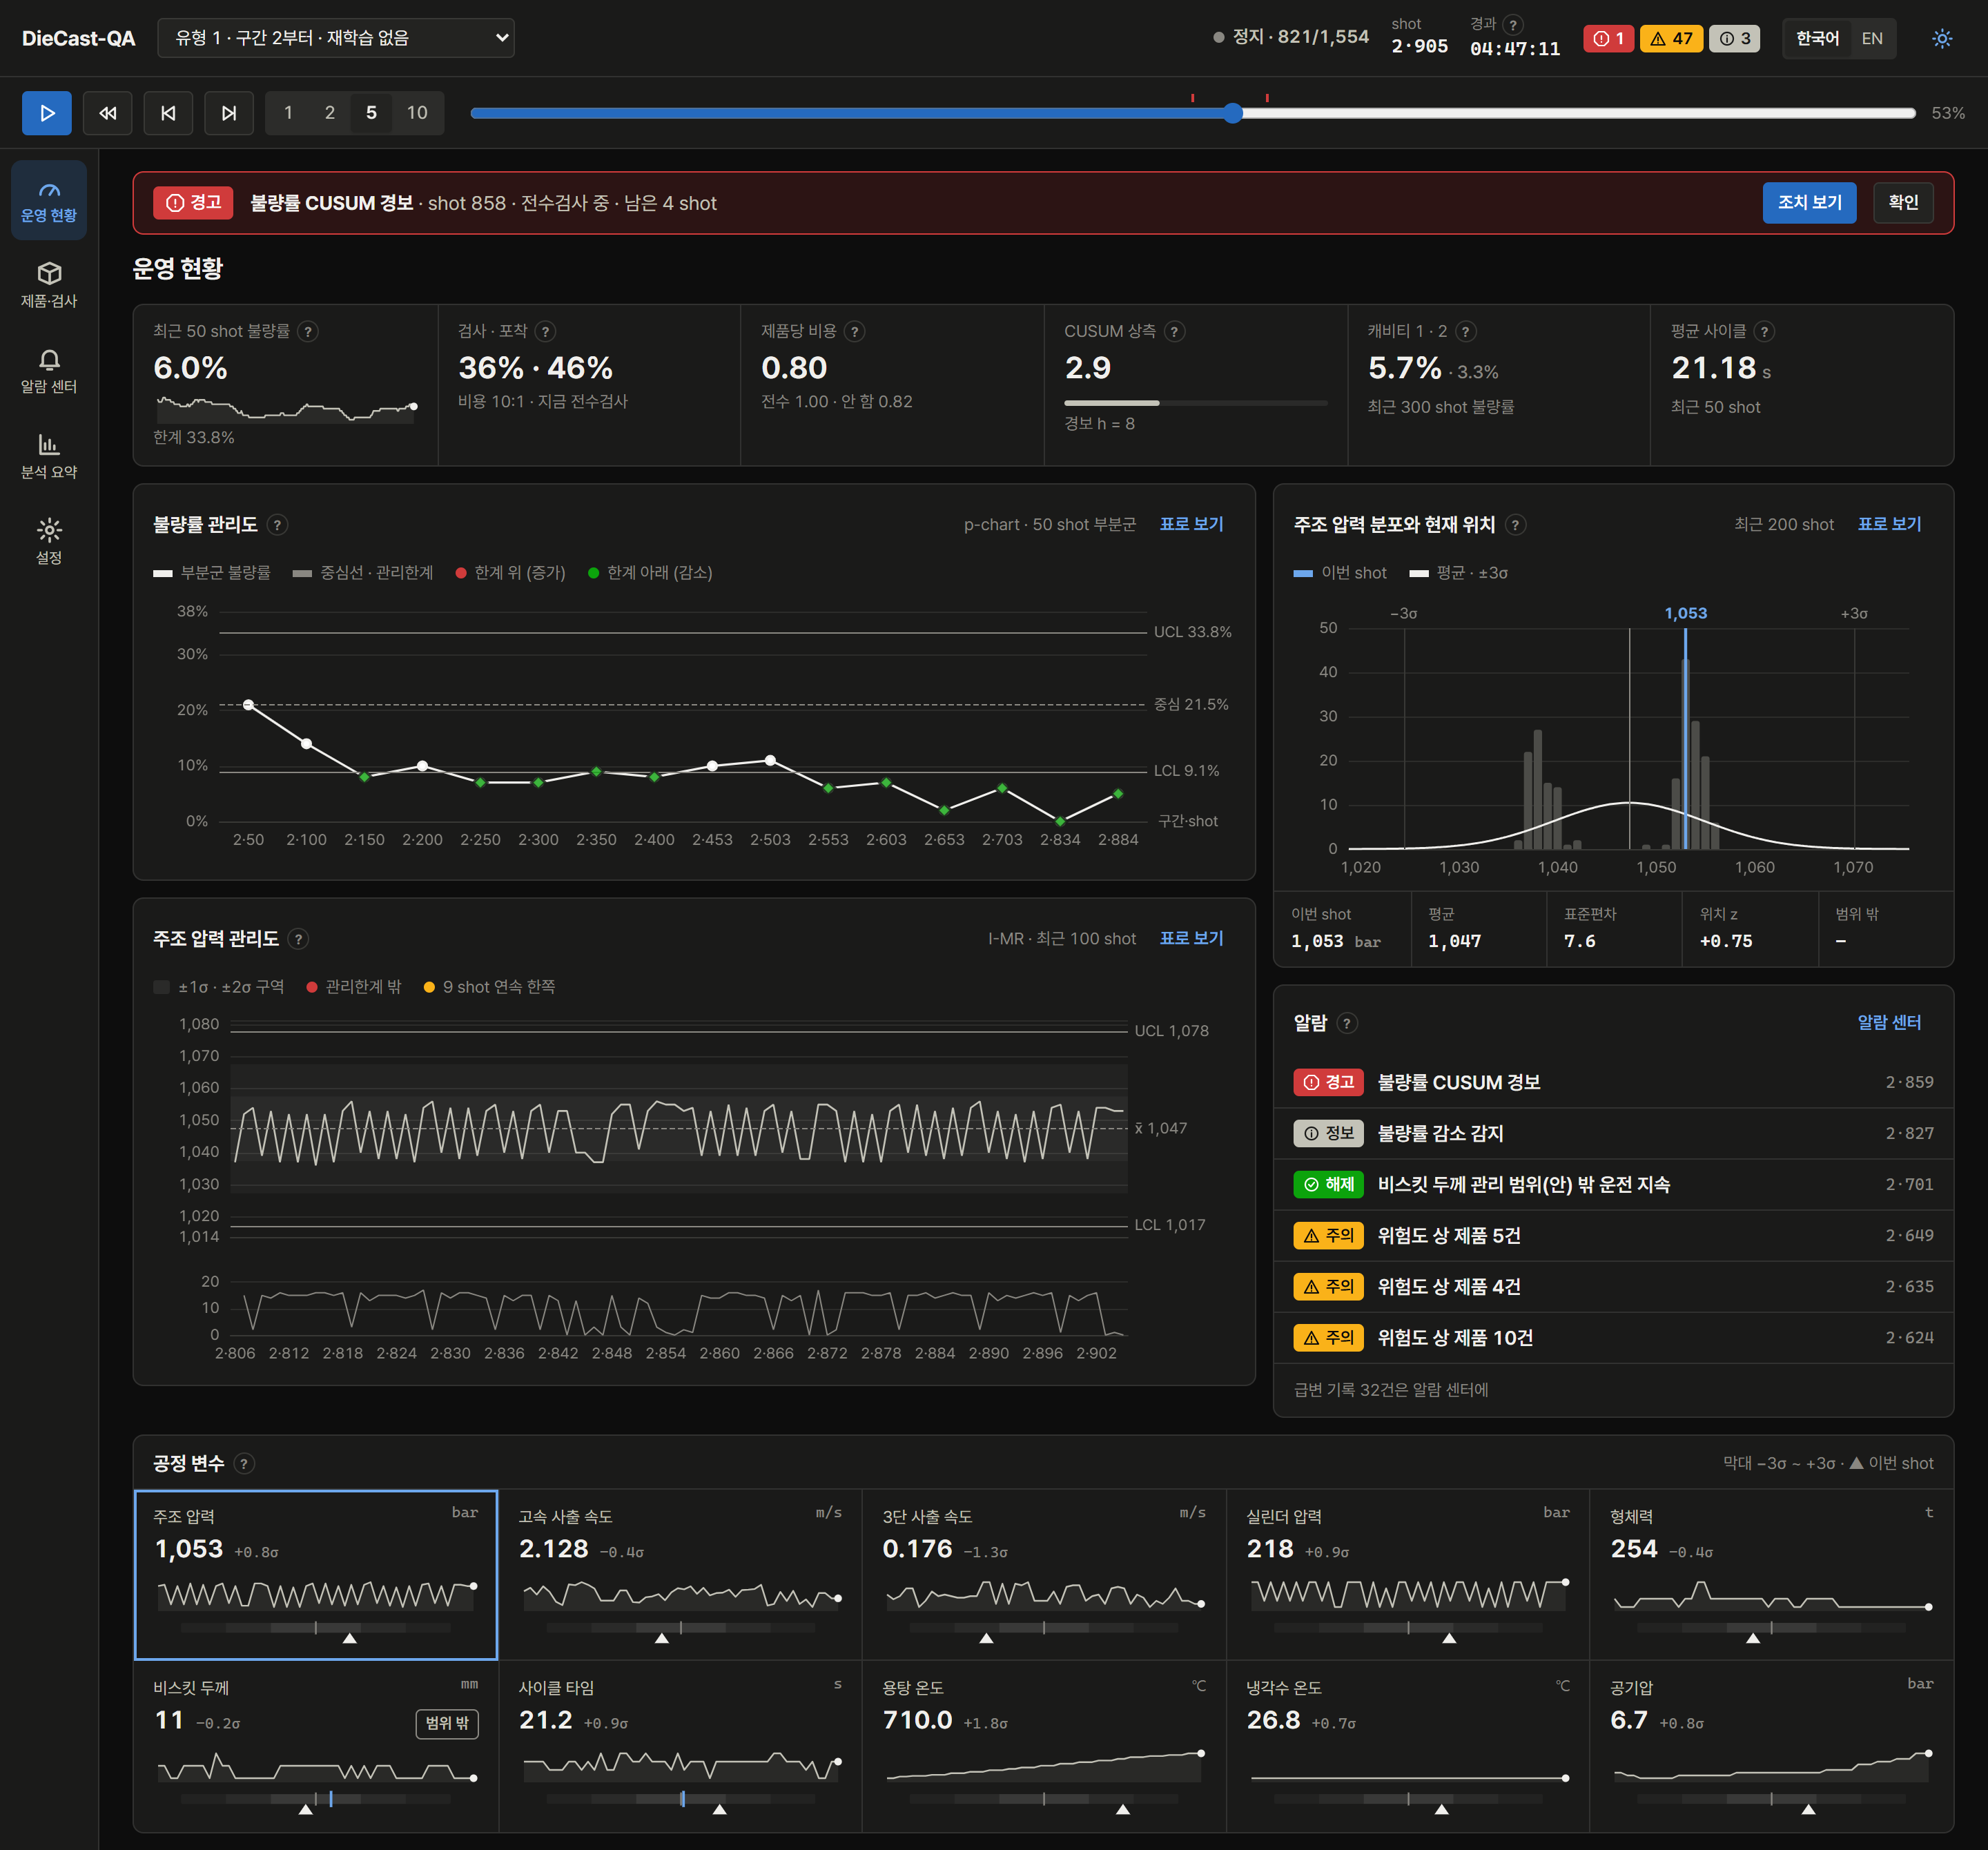 DieCast-QA
유형 1 · 구간 2부터 · 재학습 없음
정지 · 821/1,554
shot
2·905
경과 ?
04:47:11
1
47
3
한국어
EN
1
2
5
10
53%
운영 현황
제품·검사
알람 센터
분석 요약
설정
경고
불량률 CUSUM 경보 · shot 858 · 전수검사 중 · 남은 4 shot
조치 보기
확인
운영 현황
최근 50 shot 불량률 ?
6.0%
한계 33.8%
검사 · 포착 ?
36% · 46%
비용 10:1 · 지금 전수검사
제품당 비용 ?
0.80
전수 1.00 · 안 함 0.82
CUSUM 상측 ?
2.9
경보 h = 8
캐비티 1 · 2 ?
5.7% · 3.3%
최근 300 shot 불량률
평균 사이클 ?
21.18 s
최근 50 shot
불량률 관리도 ?
p-chart · 50 shot 부분군
표로 보기
부분군 불량률
중심선 · 관리한계
한계 위 (증가)
한계 아래 (감소)
38%
30%
20%
10%
0%
UCL 33.8%
중심 21.5%
LCL 9.1%
구간·shot
2·50 2·100 2·150 2·200 2·250 2·300 2·350 2·400 2·453 2·503 2·553 2·603 2·653 2·703 2·834 2·884
주조 압력 분포와 현재 위치 ?
최근 200 shot
표로 보기
이번 shot
평균 · ±3σ
−3σ
1,053
+3σ
50
40
30
20
10
0
1,020 1,030 1,040 1,050 1,060 1,070
이번 shot
1,053 bar
평균
1,047
표준편차
7.6
위치 z
+0.75
범위 밖
–
주조 압력 관리도 ?
I-MR · 최근 100 shot
표로 보기
±1σ · ±2σ 구역
관리한계 밖
9 shot 연속 한쪽
1,080
1,070
1,060
1,050
1,040
1,030
1,020
1,014
UCL 1,078
x̄ 1,047
LCL 1,017
20
10
0
2·806 2·812 2·818 2·824 2·830 2·836 2·842 2·848 2·854 2·860 2·866 2·872 2·878 2·884 2·890 2·896 2·902
알람 ?
알람 센터
경고 불량률 CUSUM 경보 2·859
정보 불량률 감소 감지 2·827
해제 비스킷 두께 관리 범위(안) 밖 운전 지속 2·701
주의 위험도 상 제품 5건 2·649
주의 위험도 상 제품 4건 2·635
주의 위험도 상 제품 10건 2·624
급변 기록 32건은 알람 센터에
공정 변수 ?
막대 −3σ ~ +3σ · ▲ 이번 shot
주조 압력 bar
1,053 +0.8σ
고속 사출 속도 m/s
2.128 −0.4σ
3단 사출 속도 m/s
0.176 −1.3σ
실린더 압력 bar
218 +0.9σ
형체력 t
254 −0.4σ
비스킷 두께 mm
11 −0.2σ
범위 밖
사이클 타임 s
21.2 +0.9σ
용탕 온도 ℃
710.0 +1.8σ
냉각수 온도 ℃
26.8 +0.7σ
공기압 bar
6.7 +0.8σ